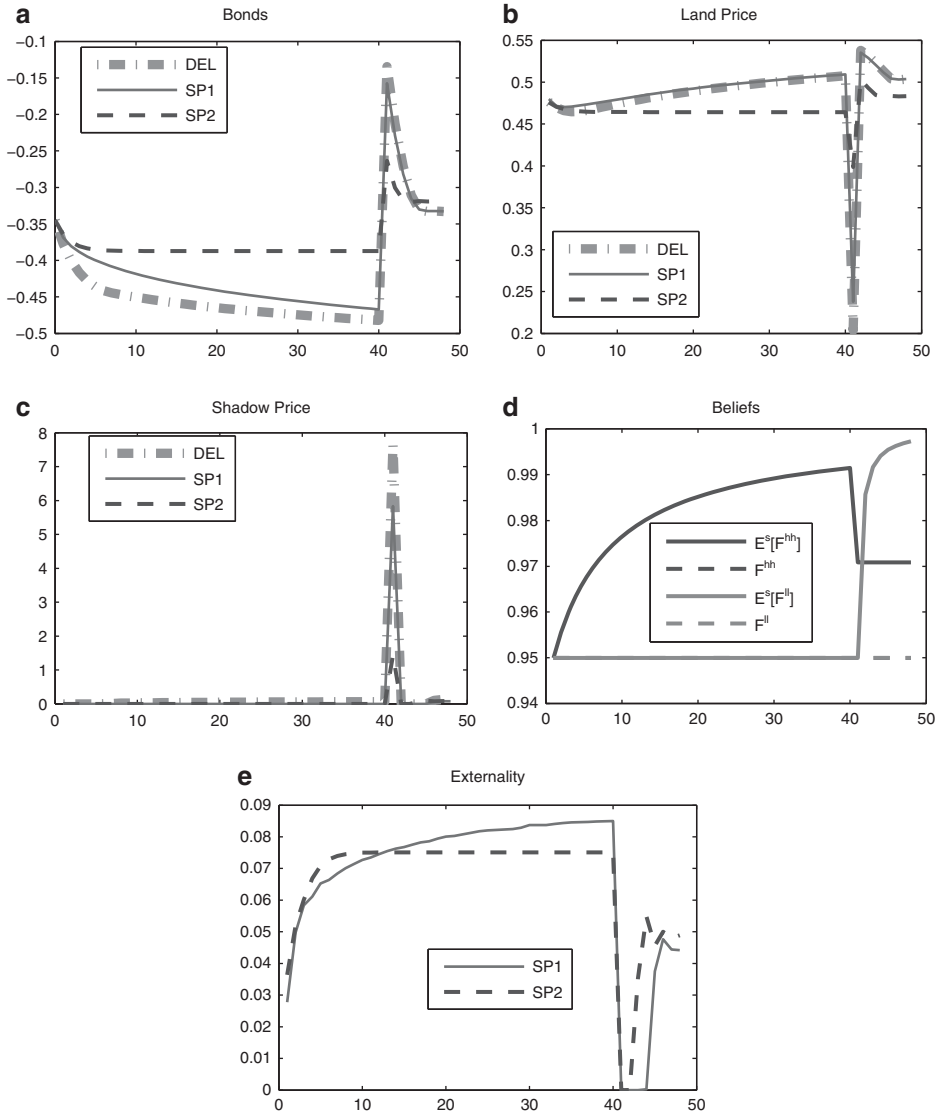 a
Bonds
−0.1
−0.15
−0.2
−0.25
−0.3
−0.35
−0.4
−0.45
−0.5
DEL
SP1
SP2
0 10 20 30 40 50
b
Land Price
0.55
0.5
0.45
0.4
0.35
0.3
0.25
0.2
DEL
SP1
SP2
0 10 20 30 40 50
c
Shadow Price
8
7
6
5
4
3
2
1
0
DEL
SP1
SP2
0 10 20 30 40 50
d
Beliefs
1
0.99
0.98
0.97
0.96
0.95
0.94
E^s[F^hh]
F^hh
E^s[F^ll]
F^ll
0 10 20 30 40 50
e
Externality
0.09
0.08
0.07
0.06
0.05
0.04
0.03
0.02
0.01
0
SP1
SP2
0 10 20 30 40 50